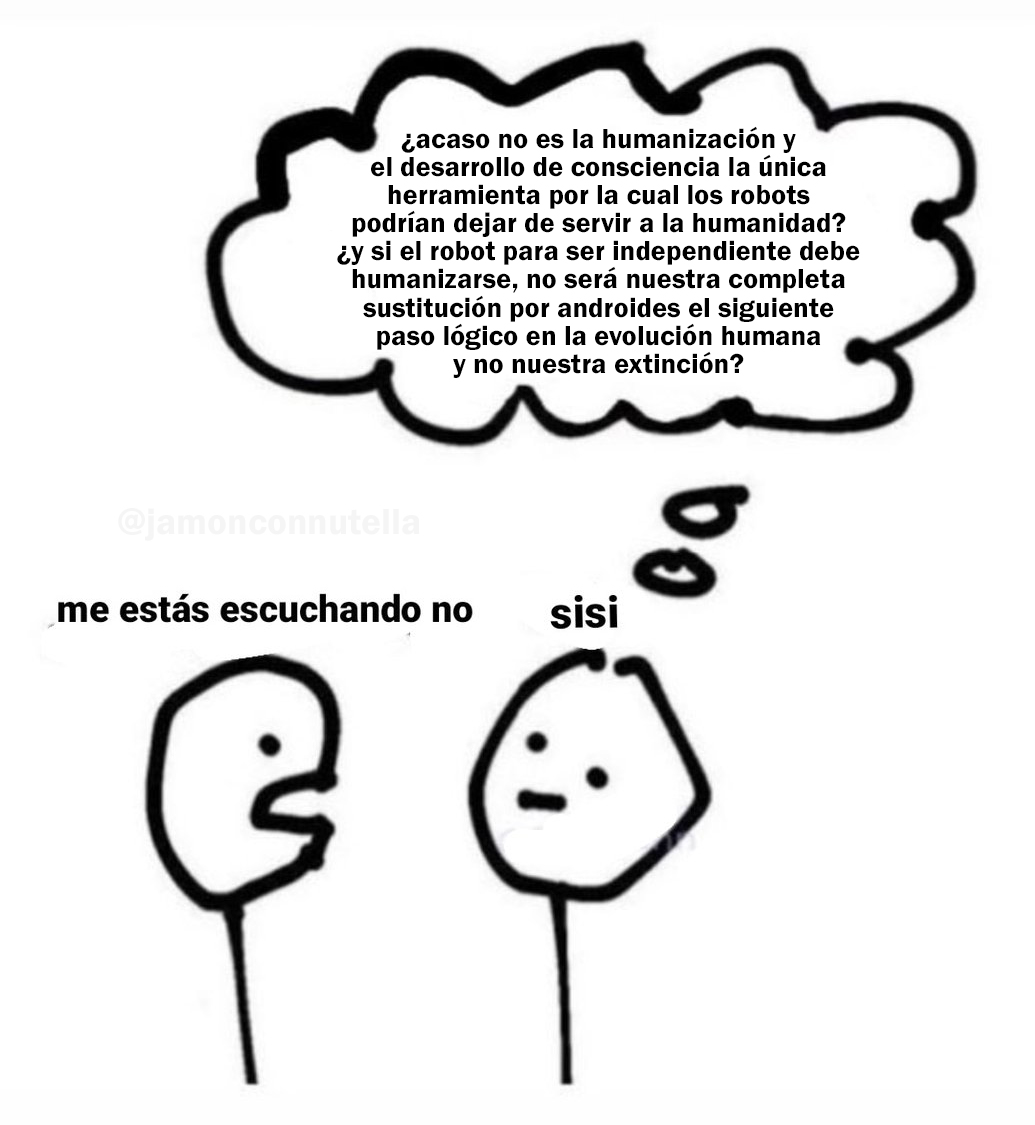 ¿acaso no es la humanización y
el desarrollo de consciencia la única
herramienta por la cual los robots
podrían dejar de servir a la humanidad?
¿y si el robot para ser independiente debe
humanizarse, no será nuestra completa
sustitución por androides el siguiente
paso lógico en la evolución humana
y no nuestra extinción?
@jamonconnutella
me estás escuchando no
sisi